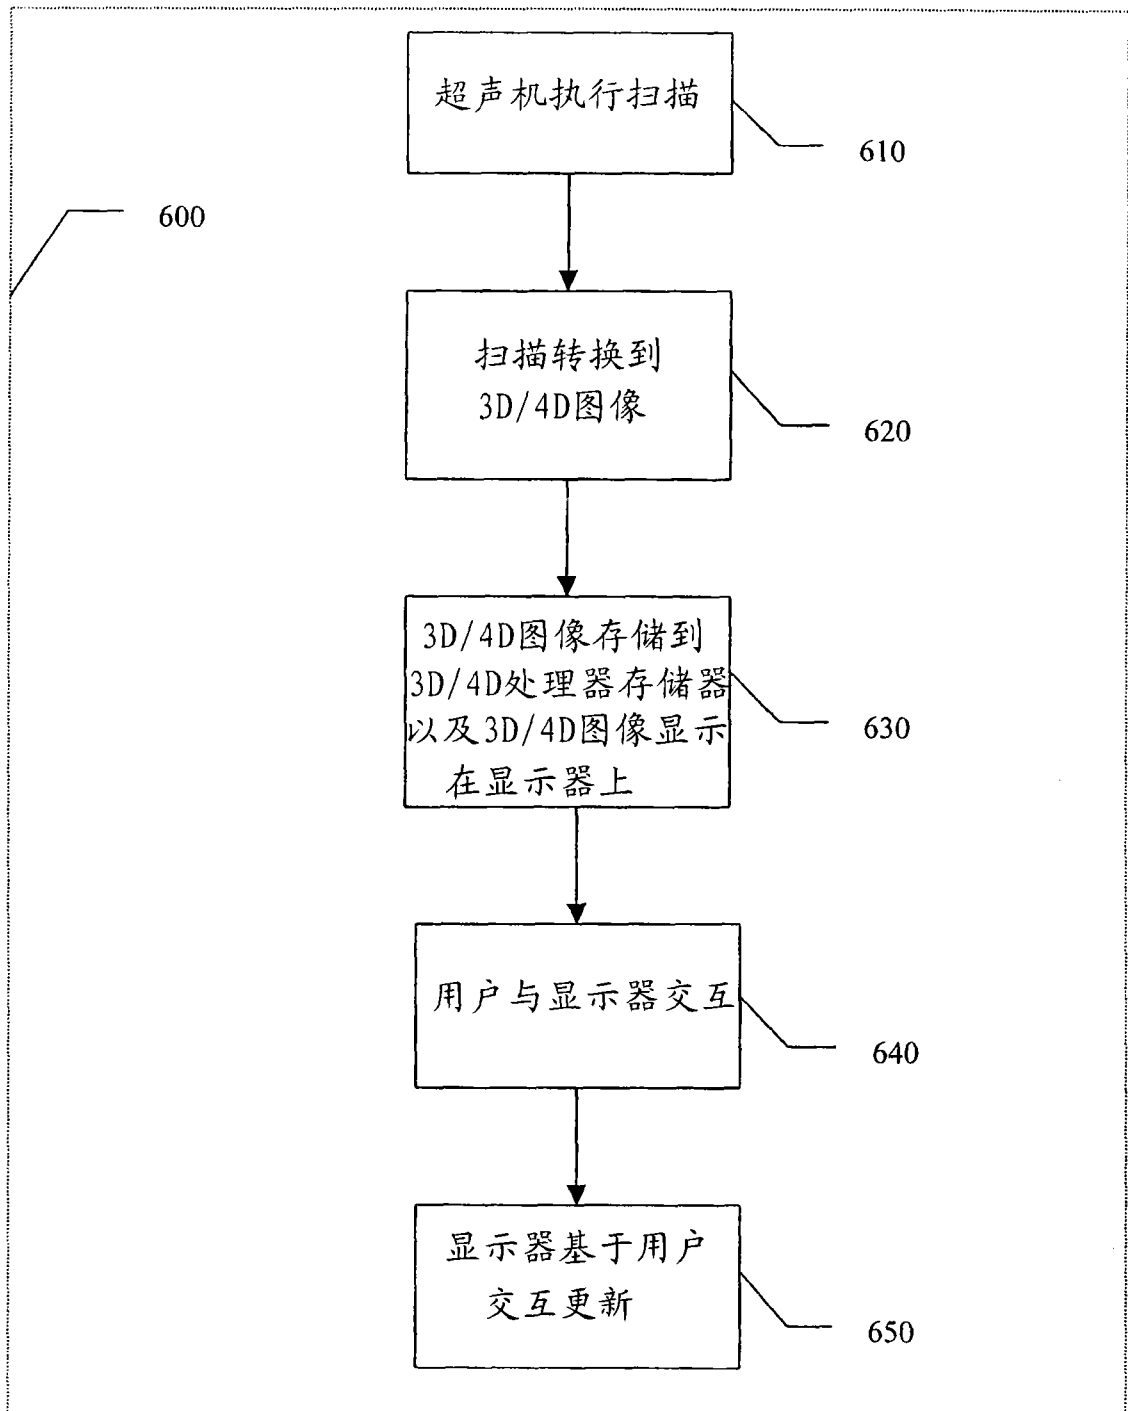 超声机执行扫描
610
600
扫描转换到
3D/4D图像
620
3D/4D图像存储到
3D/4D处理器存储器
以及3D/4D图像显示
在显示器上
630
用户与显示器交互
640
显示器基于用户
交互更新
650